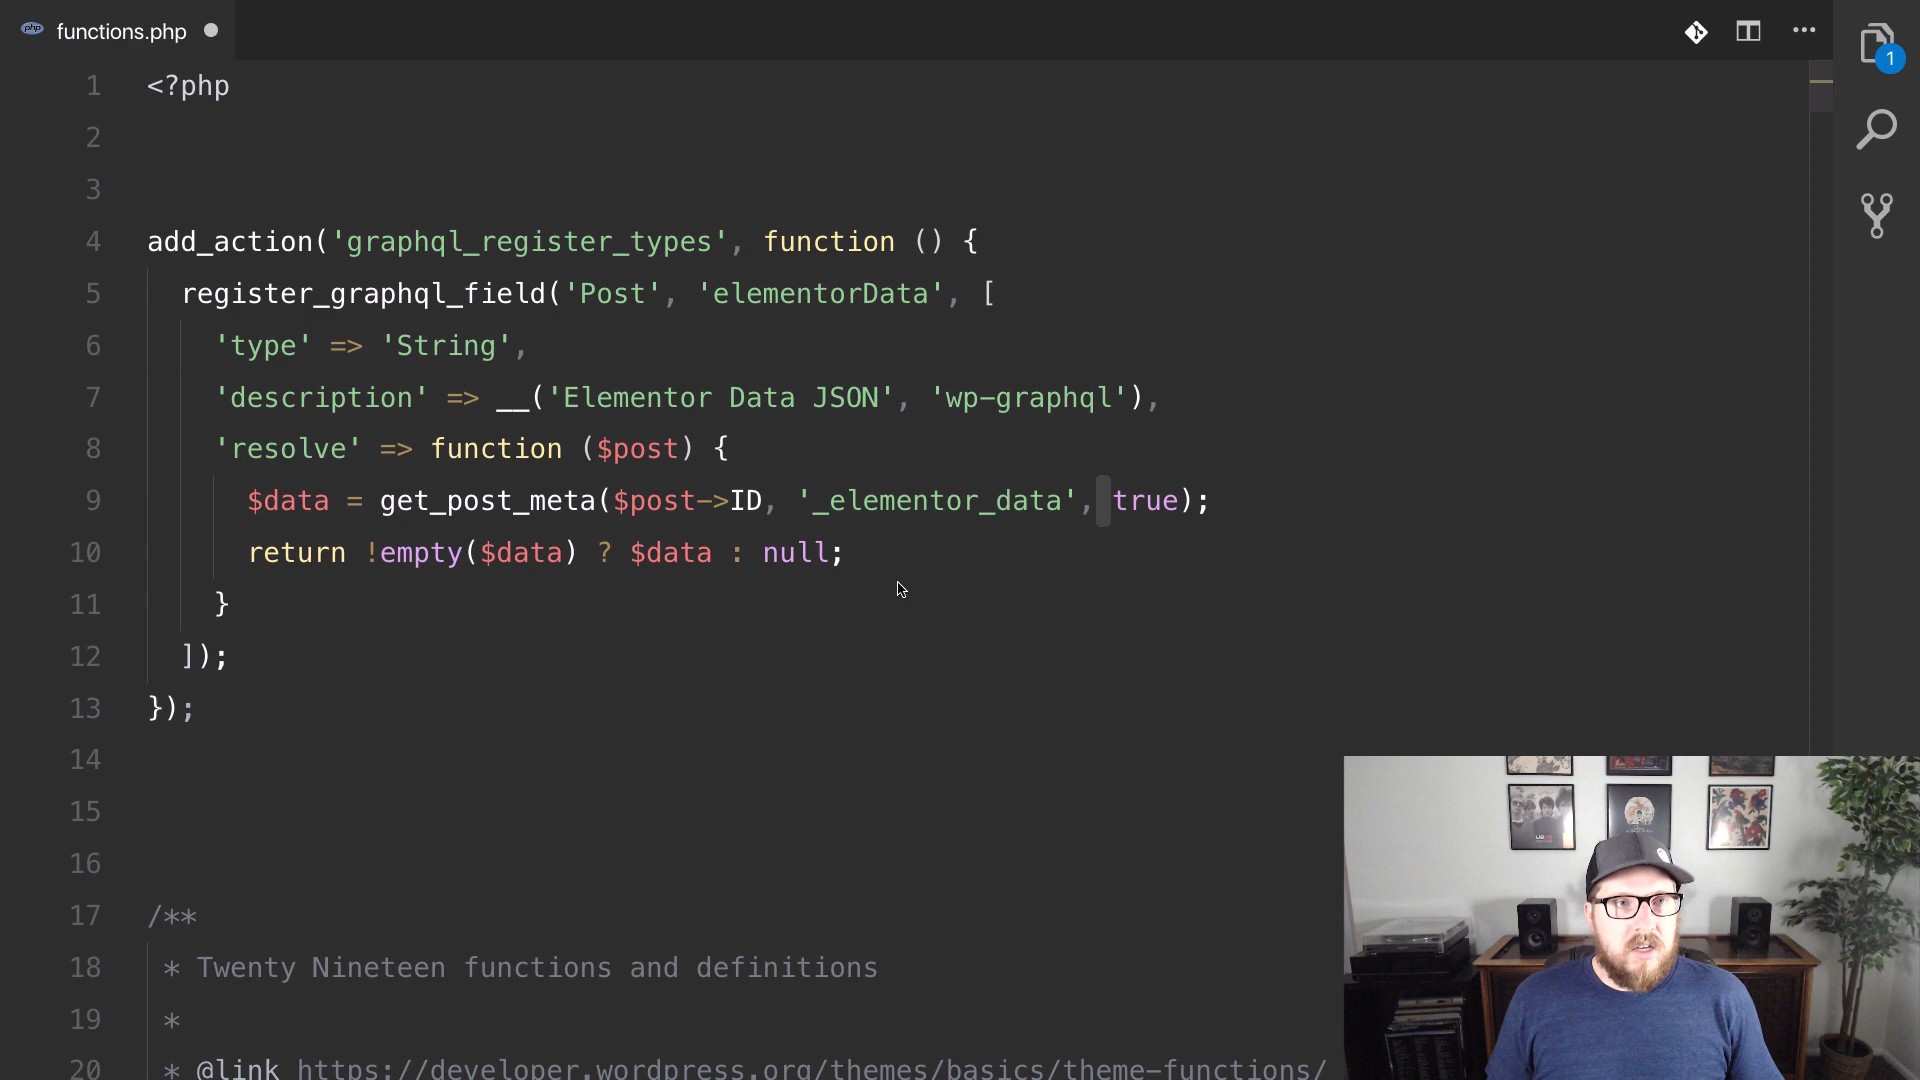 php functions.php
1
1 <?php
2
3
4 add_action('graphql_register_types', function () {
5 register_graphql_field('Post', 'elementorData', [
6 'type' => 'String',
7 'description' => __('Elementor Data JSON', 'wp-graphql'),
8 'resolve' => function ($post) {
9 $data = get_post_meta($post->ID, '_elementor_data', true);
10 return !empty($data) ? $data : null;
11 }
12 ]);
13 });
14
15
16
17 /**
18 * Twenty Nineteen functions and definitions
19 *
20 * @link https://developer.wordpress.org/themes/basics/theme-functions/